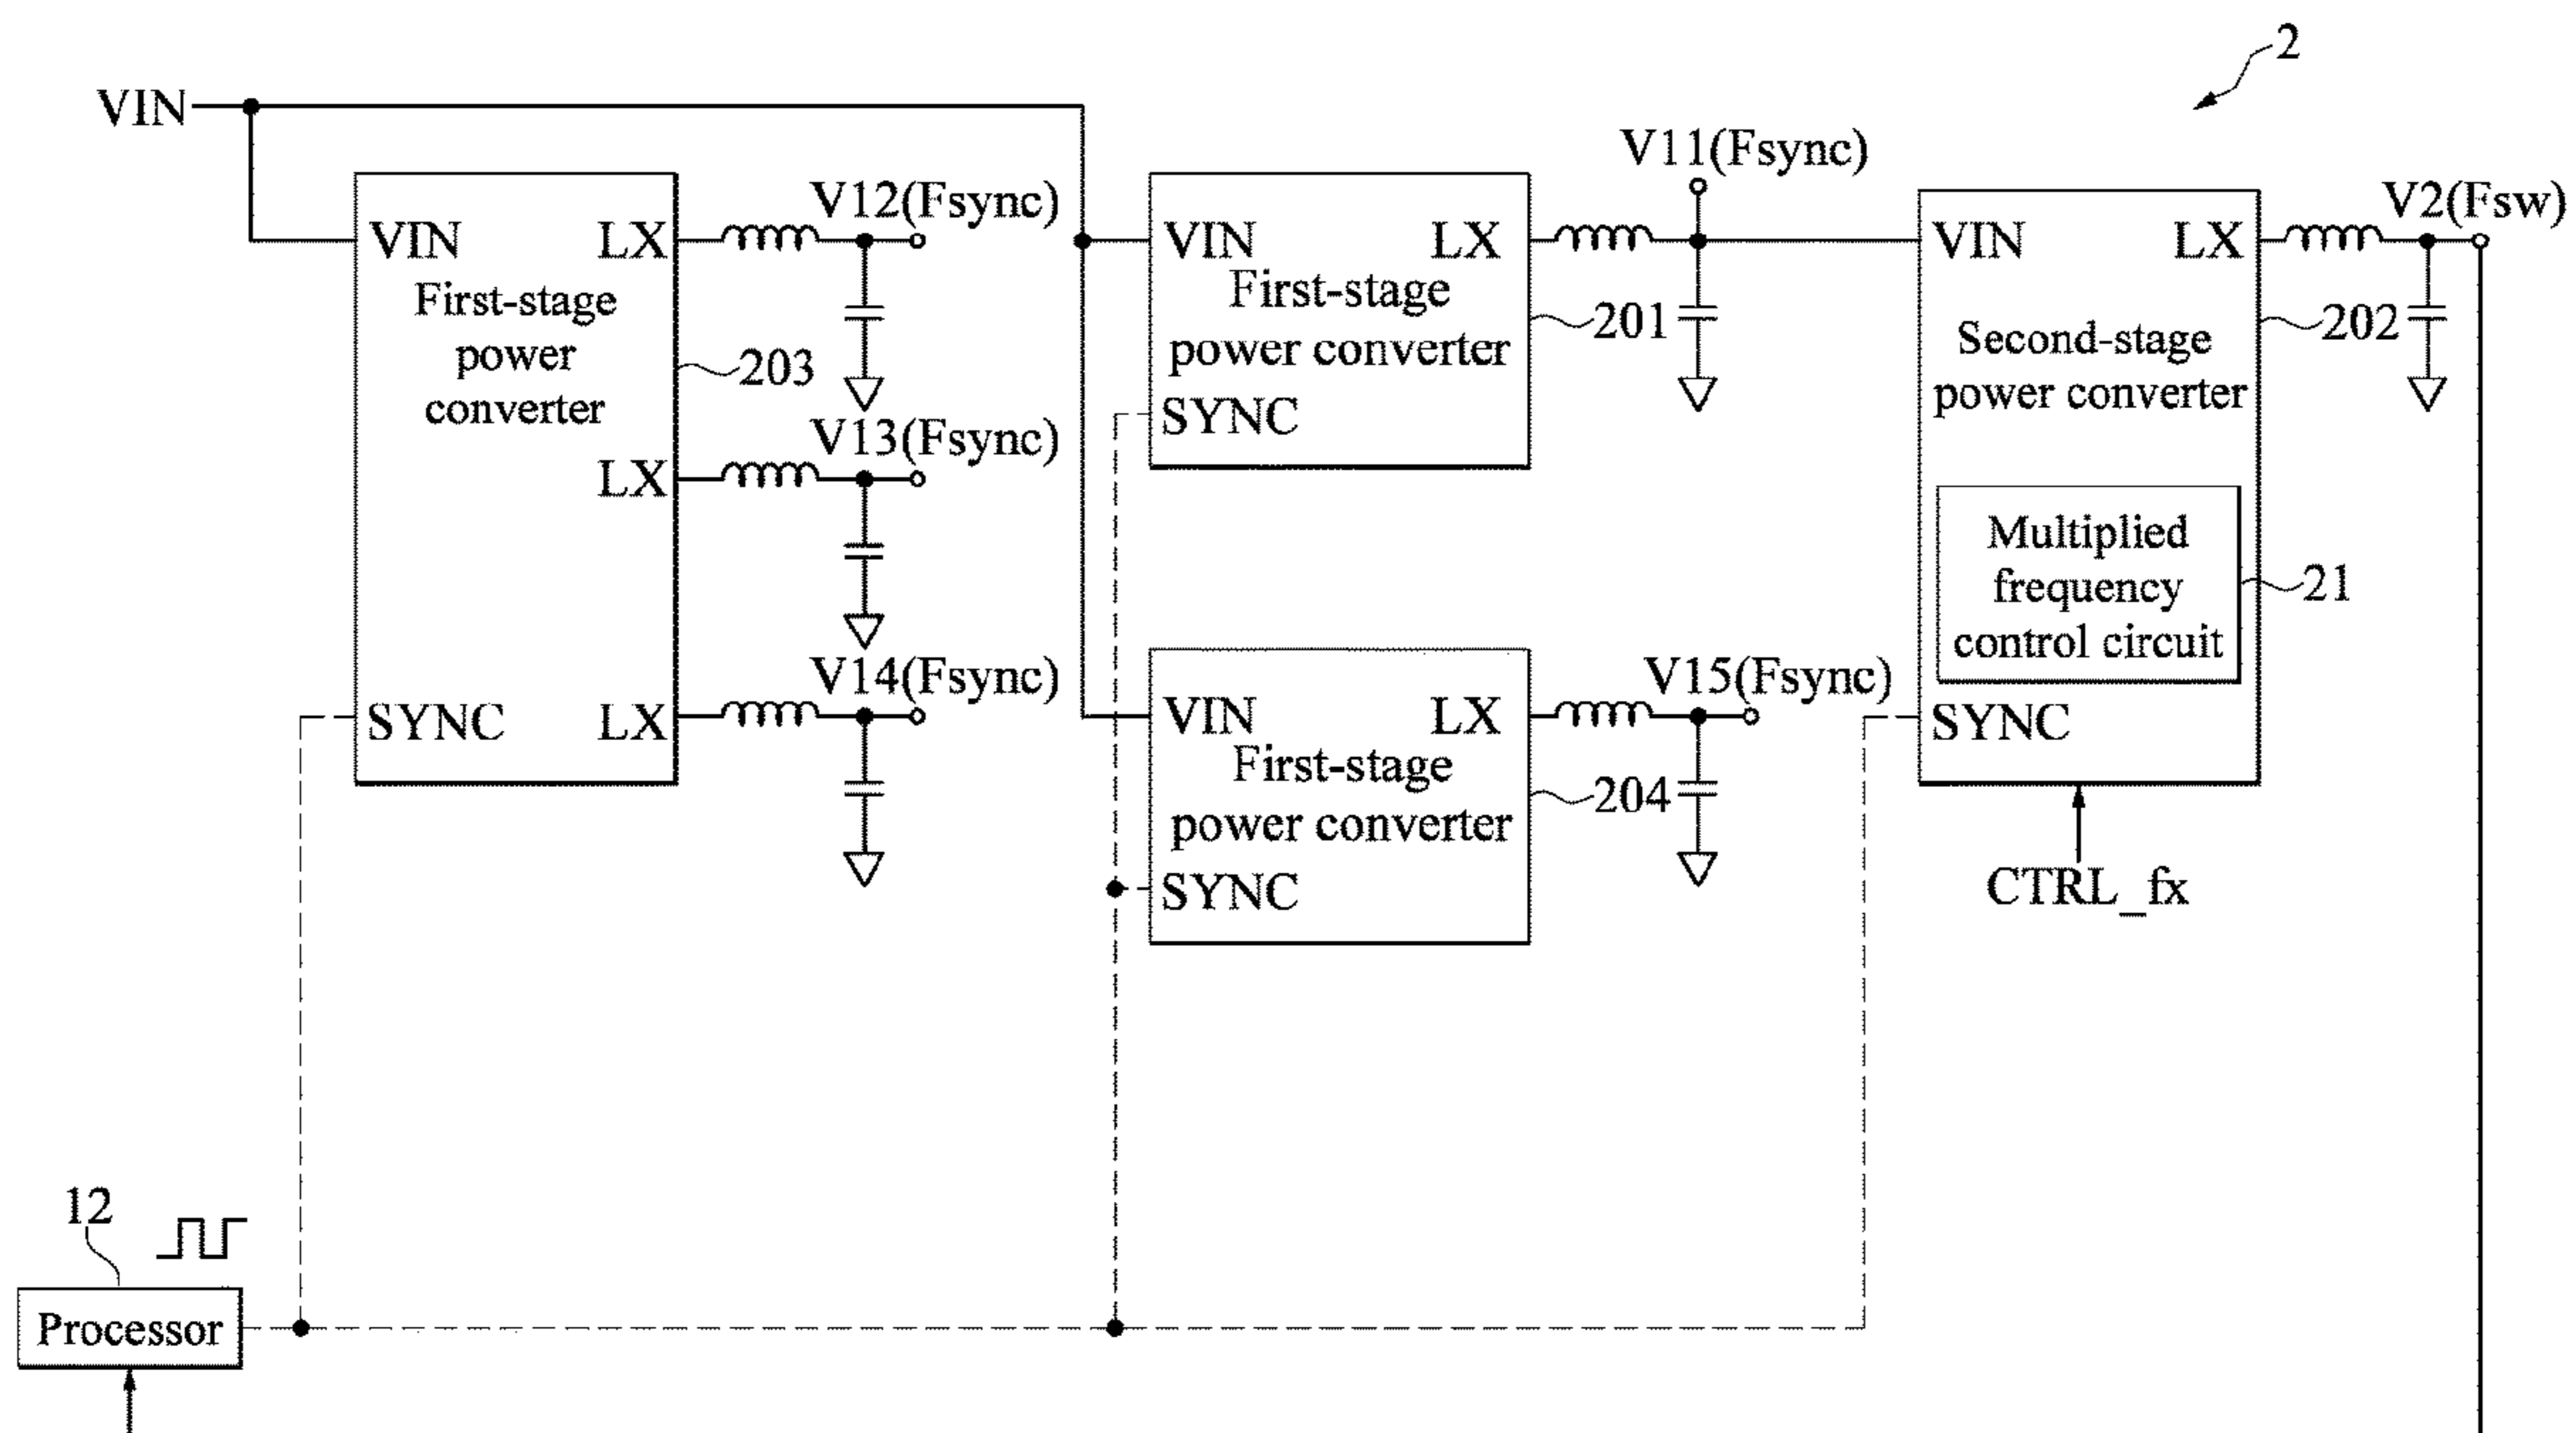 2
VIN
V11(Fsync)
V12(Fsync)
V2(Fsw)
VIN LX
First-stage
power
converter
203
V13(Fsync)
LX
V14(Fsync)
SYNC LX
VIN LX
First-stage
power converter
201
SYNC
VIN LX
Second-stage
power converter
202
Multiplied
frequency
control circuit
21
SYNC
CTRL_fx
V15(Fsync)
VIN LX
First-stage
power converter
204
SYNC
12
Processor